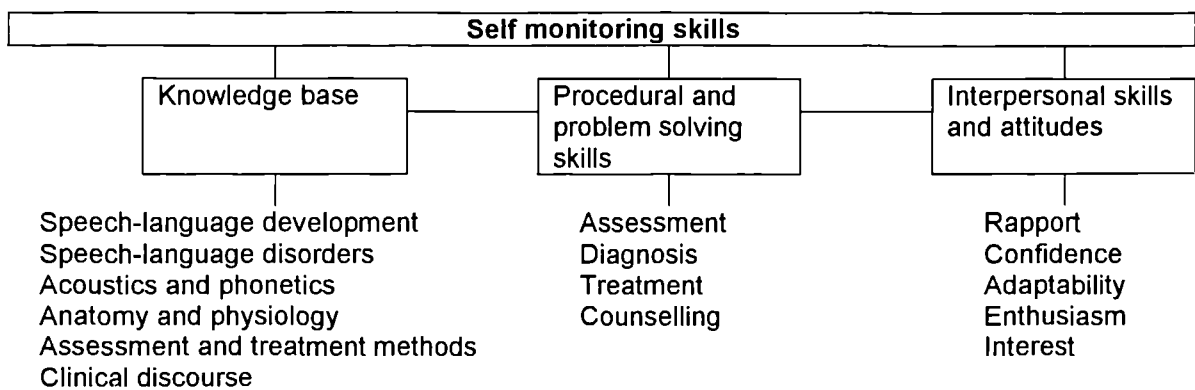 Self monitoring skills
Knowledge base
Procedural and
problem solving
skills
Interpersonal skills
and attitudes
Speech-language development
Speech-language disorders
Acoustics and phonetics
Anatomy and physiology
Assessment and treatment methods
Clinical discourse
Assessment
Diagnosis
Treatment
Counselling
Rapport
Confidence
Adaptability
Enthusiasm
Interest